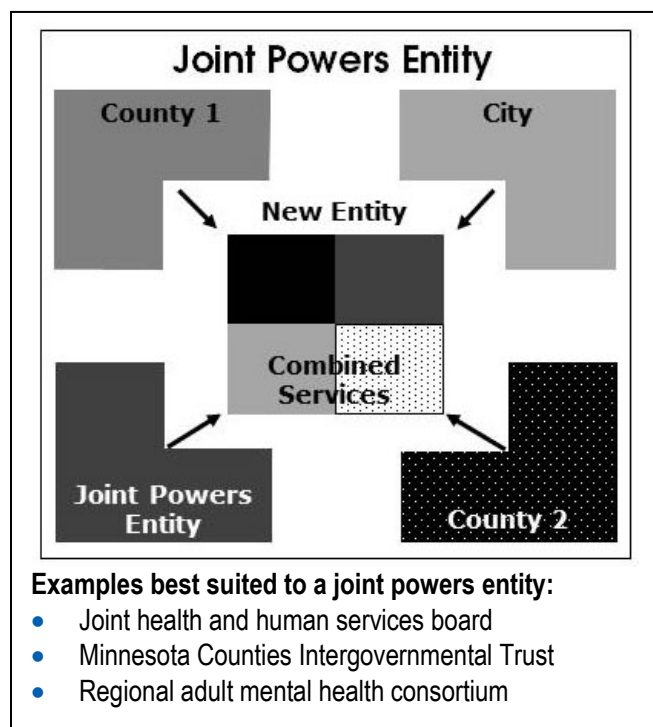 Joint Powers Entity
County 1
City
New Entity
Combined
Services
Joint Powers
Entity
County 2
Examples best suited to a joint powers entity:
• Joint health and human services board
• Minnesota Counties Intergovernmental Trust
• Regional adult mental health consortium